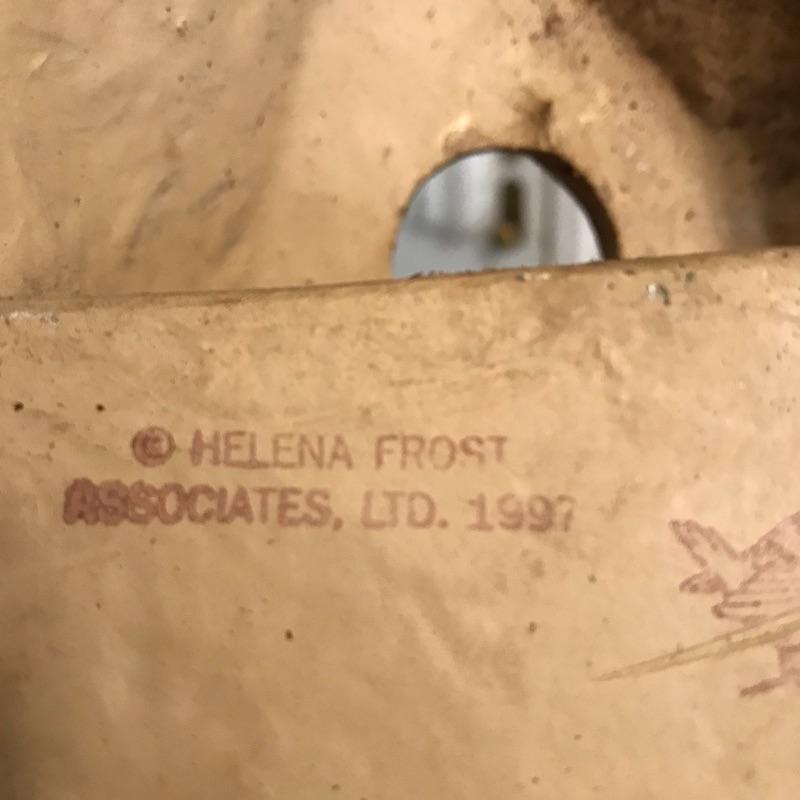 © HELENA FROST
ASSOCIATES, LTD. 1997